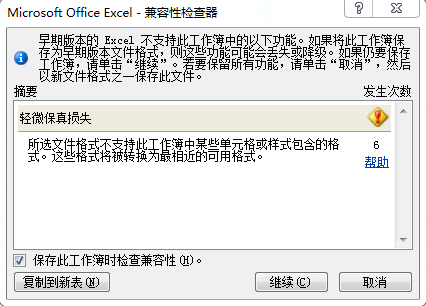 Microsoft Office Excel - 兼容性检查器
早期版本的 Excel 不支持此工作簿中的以下功能。如果将此工作簿保
存为早期版本文件格式，则这些功能可能会丢失或降级。如果仍要保存
工作簿，请单击“继续”。若要保留所有功能，请单击“取消”，然后
以新文件格式之一保存此文件。
摘要 发生次数
轻微保真损失
所选文件格式不支持此工作簿中某些单元格或样式包含的格 6
式。这些格式将被转换为最相近的可用格式。 帮助
保存此工作簿时检查兼容性(H)。
复制到新表(N) 继续(C) 取消